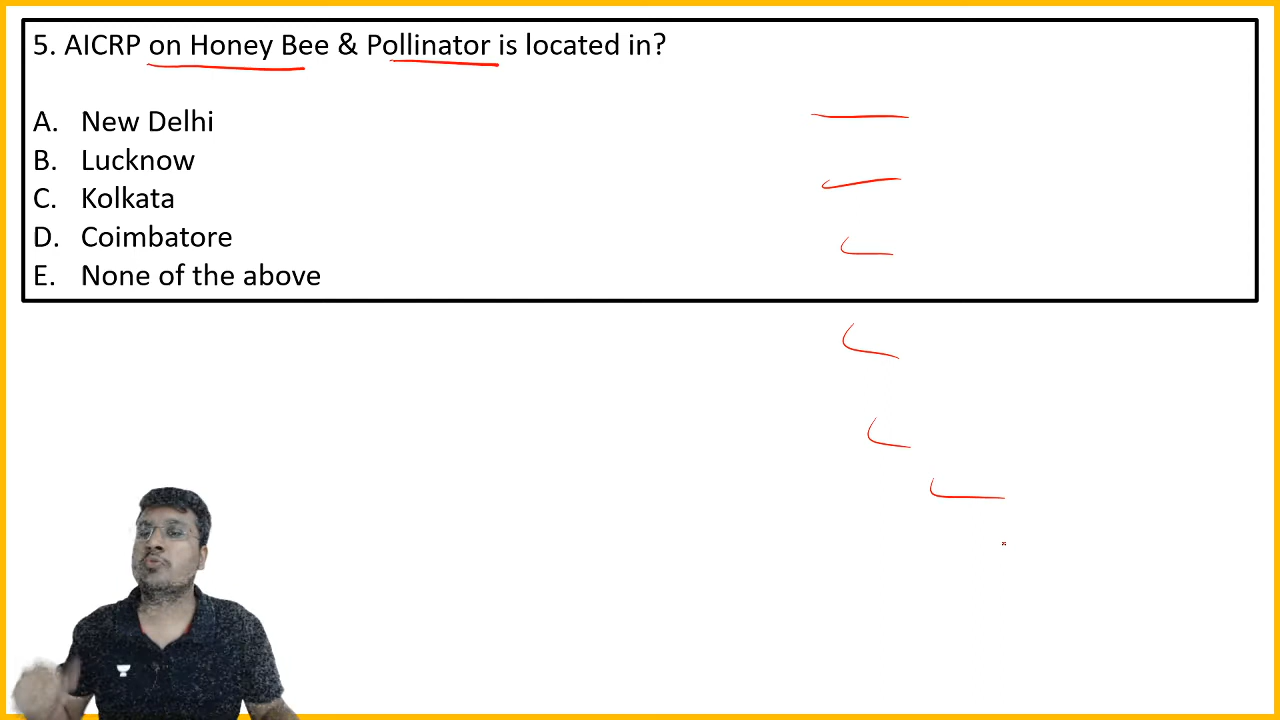 5. AICRP on Honey Bee & Pollinator is located in?
A. New Delhi
B. Lucknow
C. Kolkata
D. Coimbatore
E. None of the above